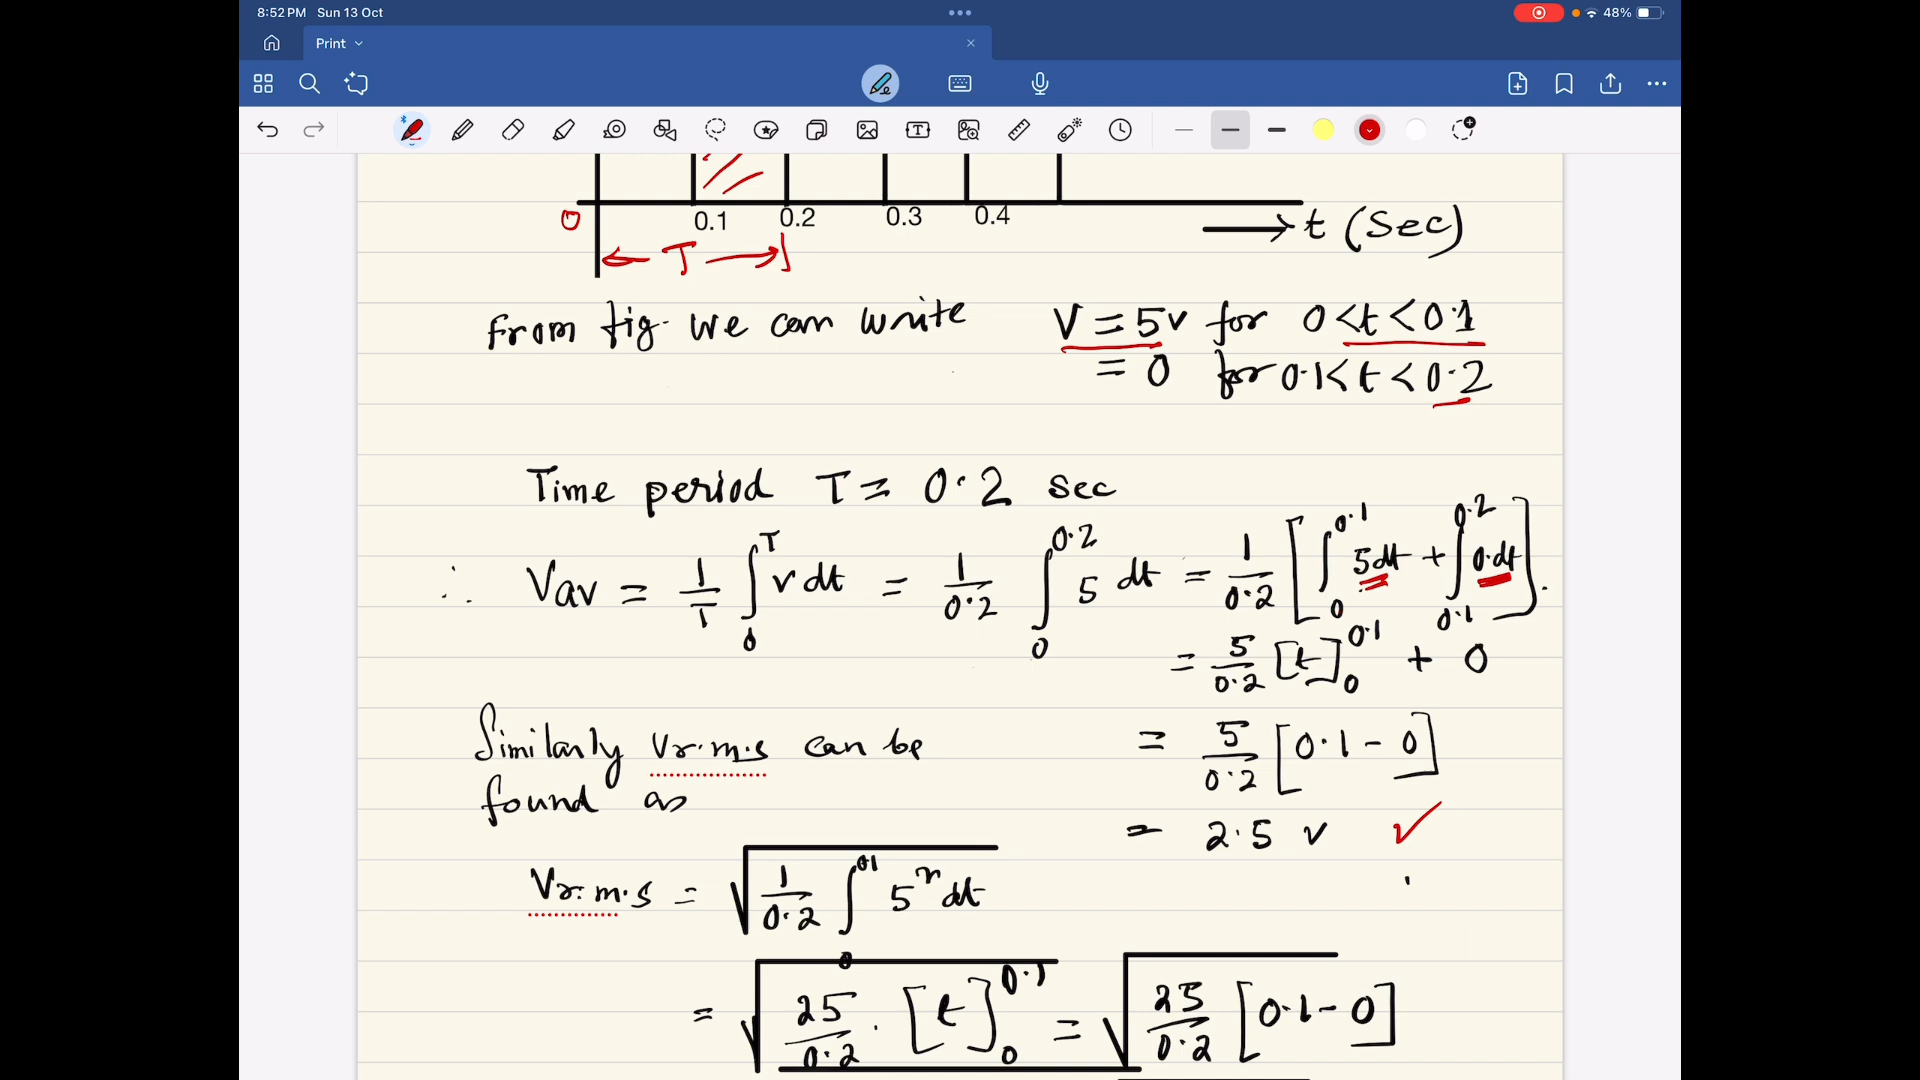 8:52 PM Sun 13 Oct
48%
Print
0 0.1 0.2 0.3 0.4
T
t (Sec)
From fig. we can write V = 5v for 0 < t < 0.1
= 0 for 0.1 < t < 0.2
Time period T = 0.2 sec
∴ Vav = 1/T ∫₀ᵀ v dt = 1/0.2 ∫₀^0.2 5 dt = 1/0.2 [∫₀^0.1 5dt + ∫_0.1^0.2 0.dt].
= 5/0.2 [t]₀^0.1 + 0
= 5/0.2 [0.1 - 0]
= 2.5 v ✓
Similarly Vr.m.s can be
found as
Vr.m.s = √(1/0.2 ∫₀^0.1 5² dt)
= √(25/0.2 . [t]₀^0.1) = √(25/0.2 [0.1 - 0])